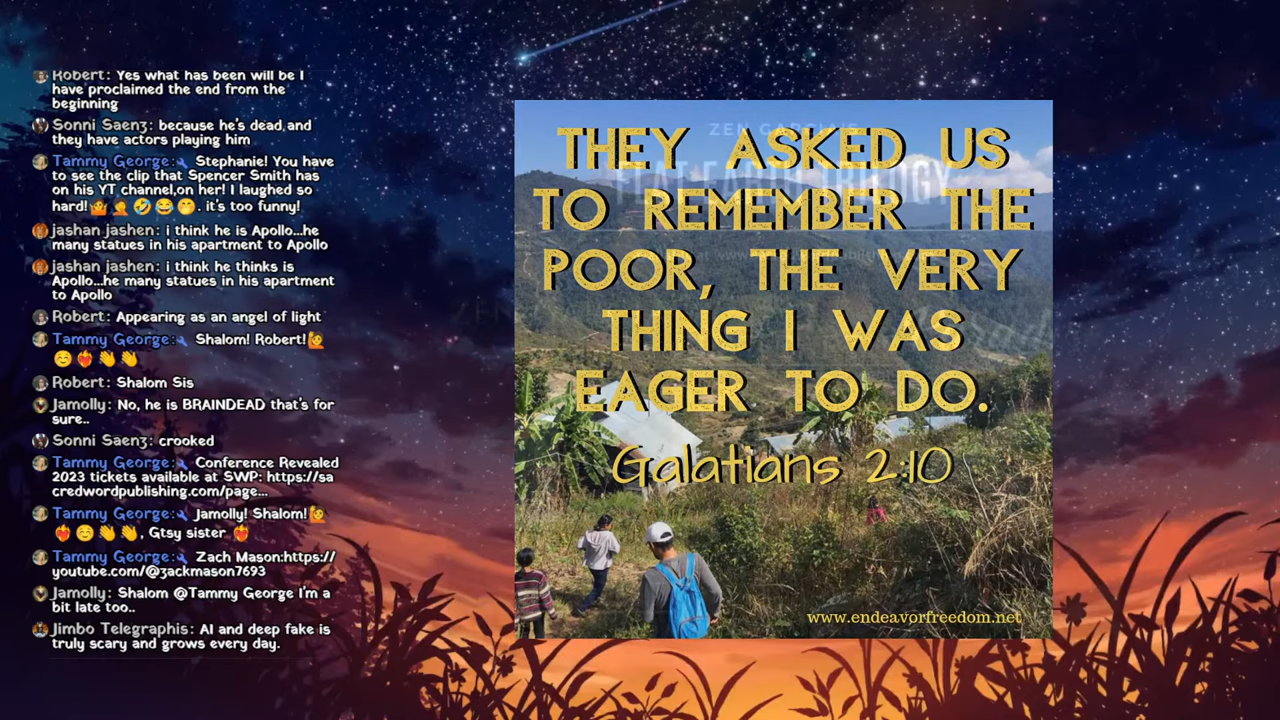 Robert: Yes what has been will be I
have proclaimed the end from the
beginning
Sonni Saenz: because he's dead and
they have actors playing him
Tammy George: Stephanie! You have
to see the clip that Spencer Smith has
on his YT channel,on her! I laughed so
hard!🤷🤦🤣😂🤭. it's too funny!
jashan jashen: i think he is Apollo...he
many statues in his apartment to Apollo
jashan jashen: i think he thinks is
Apollo...he many statues in his apartment
to Apollo
Robert: Appearing as an angel of light
Tammy George: Shalom! Robert!🙋
☺️❤️‍🔥👋👋
Robert: Shalom Sis
Jamolly: No, he is BRAINDEAD that's for
sure..
Sonni Saenz: crooked
Tammy George: Conference Revealed
2023 tickets available at SWP: https://sa
credwordpublishing.com/page...
Tammy George: Jamolly! Shalom!🙋
❤️‍🔥☺️👋👋, Gtsy sister ❤️‍🔥
Tammy George: Zach Mason:https://
youtube.com/@zackmason7693
Jamolly: Shalom @Tammy George I'm a
bit late too..
Jimbo Telegraphis: AI and deep fake is
truly scary and grows every day.
ZEN GARCIA'S
THEY ASKED US
TO REMEMBER THE
POOR, THE VERY
THING I WAS
EAGER TO DO.
Galatians 2:10
www.endeavorfreedom.net